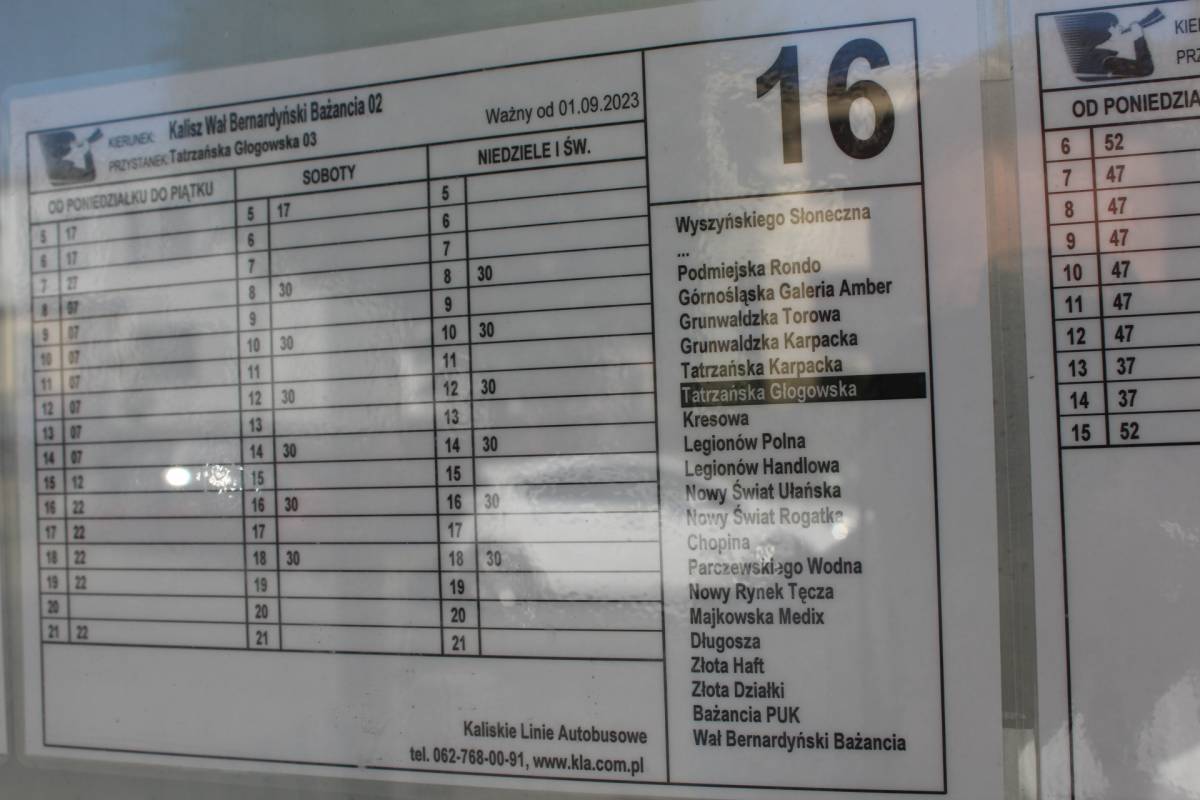 16
KIERUNEK: Kalisz Wał Bernardyński Bażancia 02
PRZYSTANEK: Tatrzańska Głogowska 03
Ważny od 01.09.2023
OD PONIEDZIAŁKU DO PIĄTKU SOBOTY NIEDZIELE I ŚW.
5 17 5 17 5
6 17 6 6
7 27 7 7
8 07 8 30 8 30
9 07 9 9
10 07 10 30 10 30
11 07 11 11
12 07 12 30 12 30
13 07 13 13
14 07 14 30 14 30
15 12 15 15
16 22 16 30 16 30
17 22 17 17
18 22 18 30 18 30
19 22 19 19
20 20 20
21 22 21 21
Kaliskie Linie Autobusowe
tel. 062-768-00-91, www.kla.com.pl
Wyszyńskiego Słoneczna
...
Podmiejska Rondo
Górnośląska Galeria Amber
Grunwaldzka Torowa
Grunwaldzka Karpacka
Tatrzańska Karpacka
Tatrzańska Głogowska
Kresowa
Legionów Polna
Legionów Handlowa
Nowy Świat Ułańska
Nowy Świat Rogatka
Chopina
Parczewskiego Wodna
Nowy Rynek Tęcza
Majkowska Medix
Długosza
Złota Haft
Złota Działki
Bażancia PUK
Wał Bernardyński Bażancia
KIE
PRZ
OD PONIEDZIA
6 52
7 47
8 47
9 47
10 47
11 47
12 47
13 37
14 37
15 52